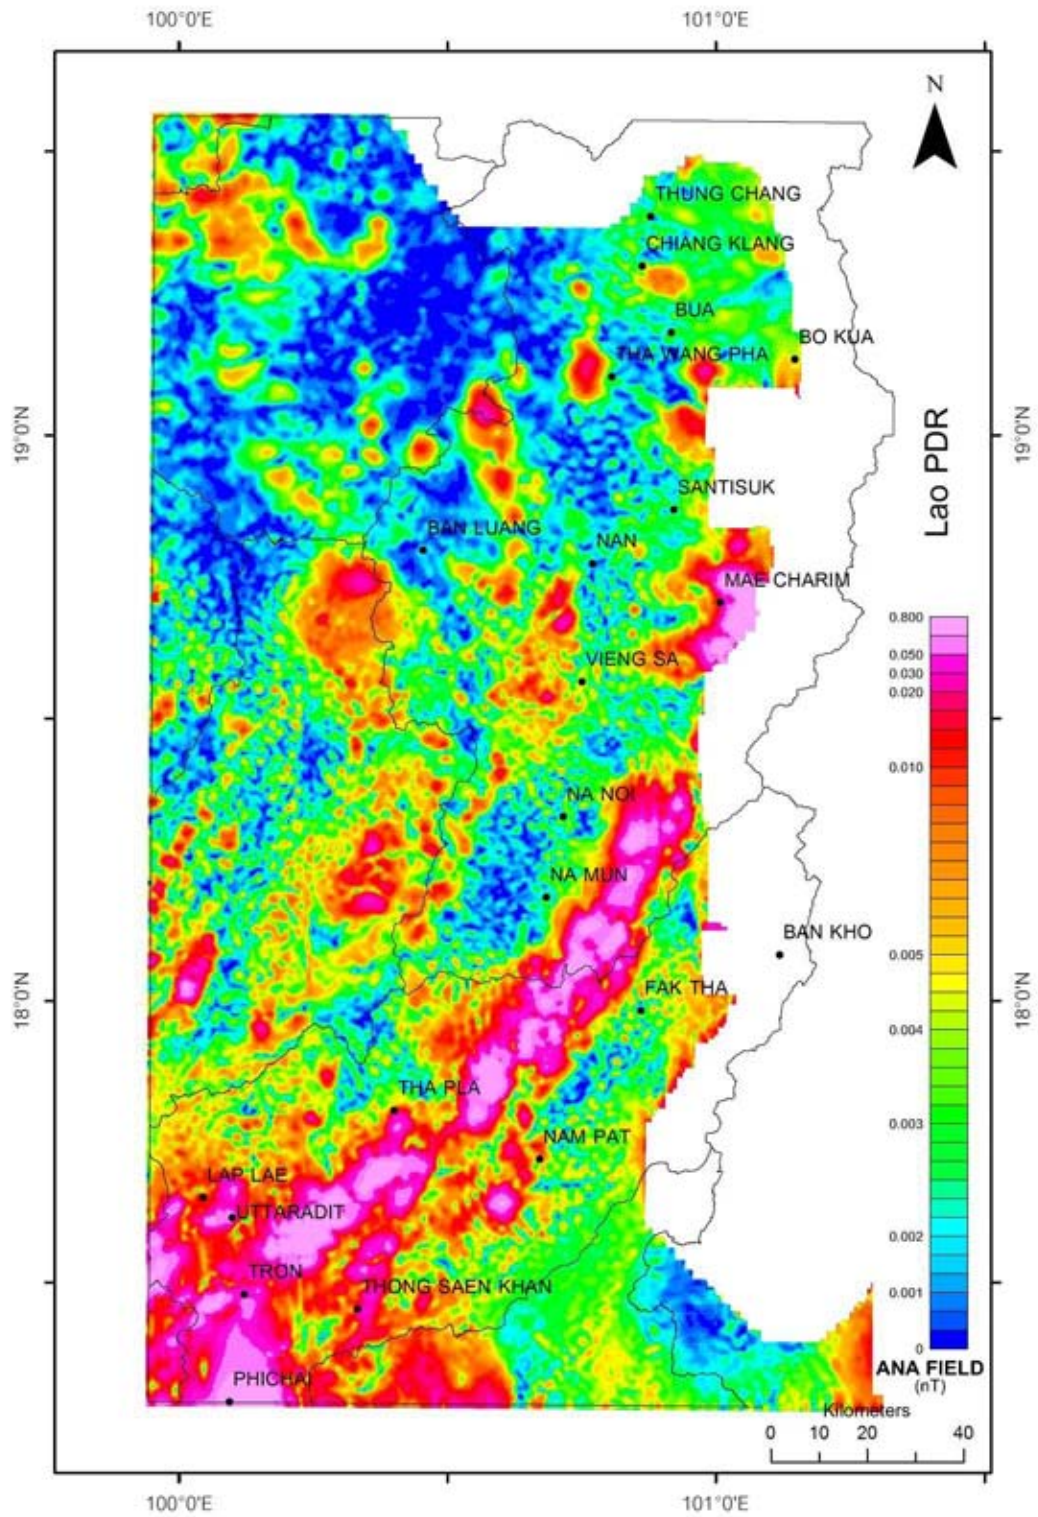 100°0'E
101°0'E
N
THUNG CHANG
CHIANG KLANG
BUA
BO KUA
THA WANG PHA
19°0'N
19°0'N
Lao PDR
SANTISUK
BAN LUANG
NAN
MAE CHARIM
0.800
0.050
VIENG SA
0.030
0.020
0.010
NA NOI
NA MUN
BAN KHO
0.005
FAK THA
18°0'N
18°0'N
0.004
THA PLA
0.003
NAM PAT
LAP LAE
UTTARADIT
0.002
TRON
THONG SAEN KHAN
0.001
0
ANA FIELD
PHICHAI
(nT)
Kilometers
0 10 20 40
100°0'E
101°0'E